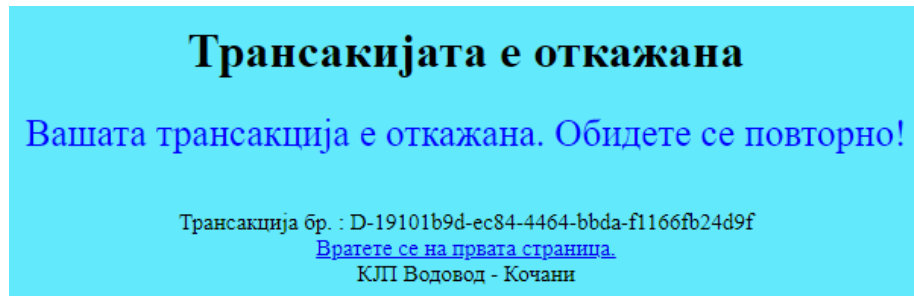 Трансакијата е откажана
Вашата трансакција е откажана. Обидете се повторно!
Трансакција бр. : D-19101b9d-ec84-4464-bbda-f1166fb24d9f
Вратете се на првата страница.
КЈП Водовод - Кочани